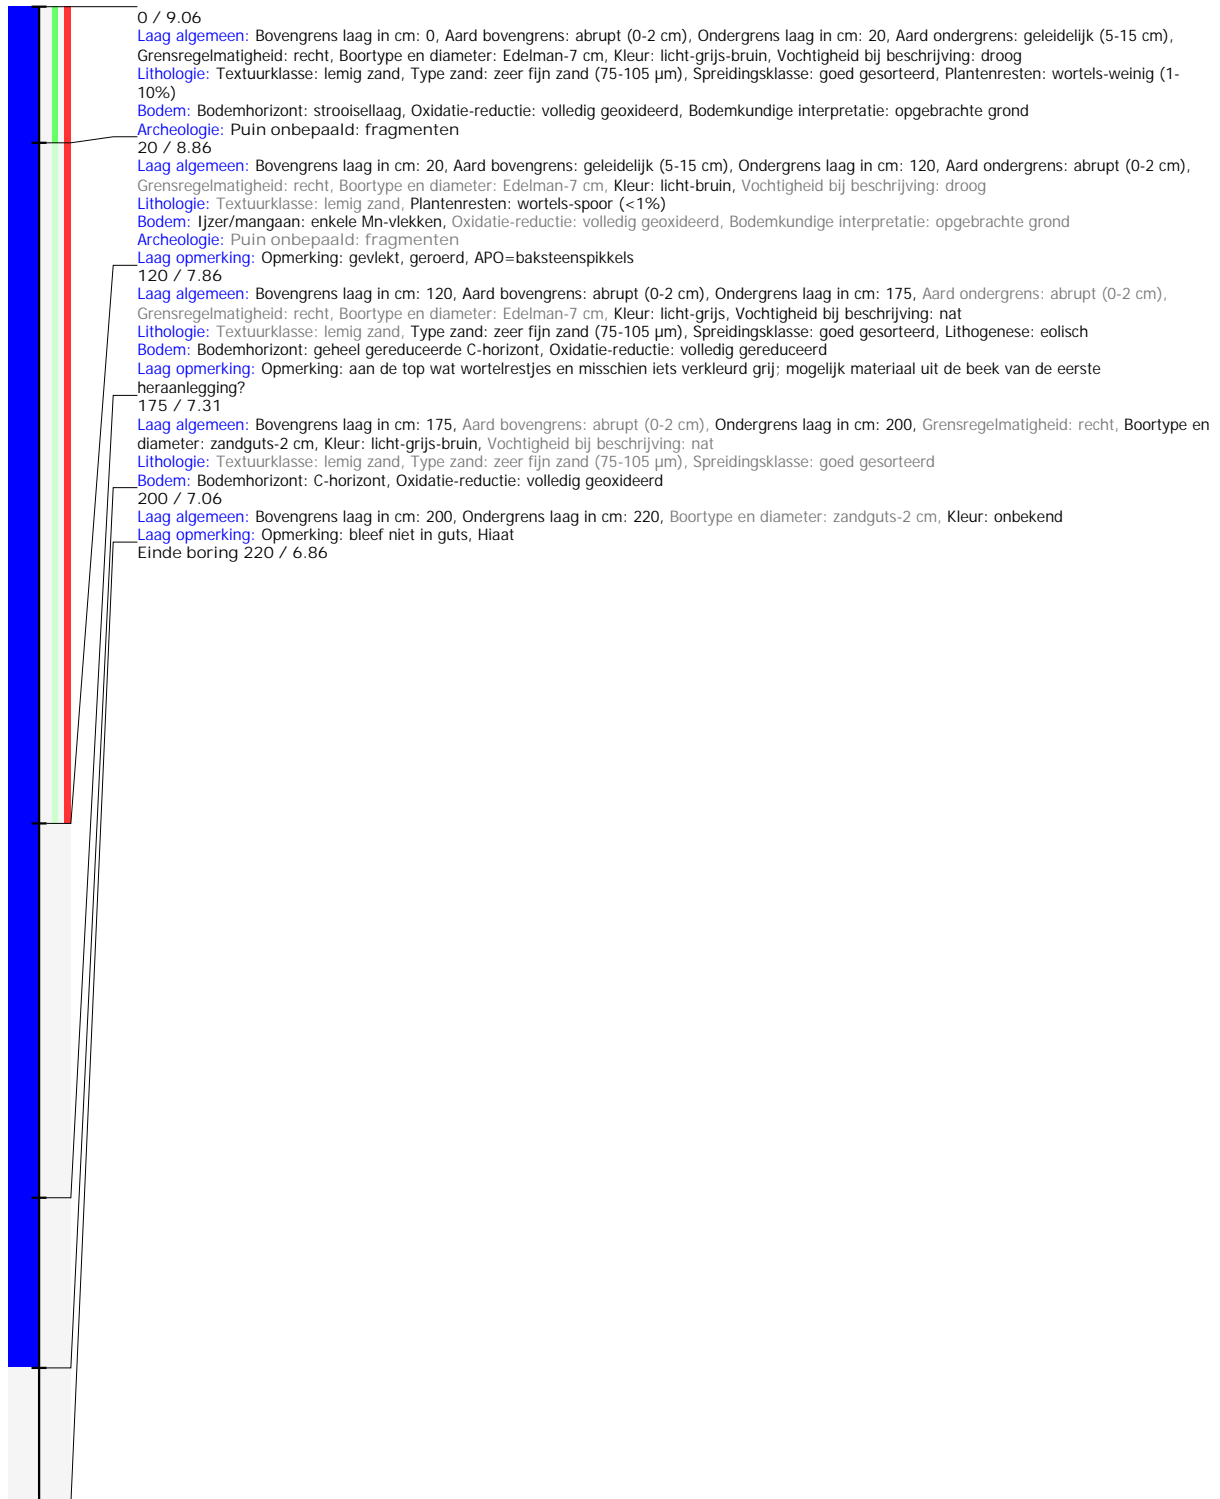 0 / 9.06
Laag algemeen: Bovengrens laag in cm: 0, Aard bovengrens: abrupt (0-2 cm), Ondergrens laag in cm: 20, Aard ondergrens: geleidelijk (5-15 cm),
Grensregelmatigheid: recht, Boortype en diameter: Edelman-7 cm, Kleur: licht-grijs-bruin, Vochtigheid bij beschrijving: droog
Lithologie: Textuurklasse: lemig zand, Type zand: zeer fijn zand (75-105 µm), Spreidingsklasse: goed gesorteerd, Plantenresten: wortels-weinig (1-
10%)
Bodem: Bodemhorizont: strooisellaag, Oxidatie-reductie: volledig geoxideerd, Bodemkundige interpretatie: opgebrachte grond
Archeologie: Puin onbepaald: fragmenten
20 / 8.86
Laag algemeen: Bovengrens laag in cm: 20, Aard bovengrens: geleidelijk (5-15 cm), Ondergrens laag in cm: 120, Aard ondergrens: abrupt (0-2 cm),
Grensregelmatigheid: recht, Boortype en diameter: Edelman-7 cm, Kleur: licht-bruin, Vochtigheid bij beschrijving: droog
Lithologie: Textuurklasse: lemig zand, Plantenresten: wortels-spoor (<1%)
Bodem: Ijzer/mangaan: enkele Mn-vlekken, Oxidatie-reductie: volledig geoxideerd, Bodemkundige interpretatie: opgebrachte grond
Archeologie: Puin onbepaald: fragmenten
Laag opmerking: Opmerking: gevlekt, geroerd, APO=baksteenspikkels
120 / 7.86
Laag algemeen: Bovengrens laag in cm: 120, Aard bovengrens: abrupt (0-2 cm), Ondergrens laag in cm: 175, Aard ondergrens: abrupt (0-2 cm),
Grensregelmatigheid: recht, Boortype en diameter: Edelman-7 cm, Kleur: licht-grijs, Vochtigheid bij beschrijving: nat
Lithologie: Textuurklasse: lemig zand, Type zand: zeer fijn zand (75-105 µm), Spreidingsklasse: goed gesorteerd, Lithogenese: eolisch
Bodem: Bodemhorizont: geheel gereduceerde C-horizont, Oxidatie-reductie: volledig gereduceerd
Laag opmerking: Opmerking: aan de top wat wortelrestjes en misschien iets verkleurd grij; mogelijk materiaal uit de beek van de eerste
heraanlegging?
175 / 7.31
Laag algemeen: Bovengrens laag in cm: 175, Aard bovengrens: abrupt (0-2 cm), Ondergrens laag in cm: 200, Grensregelmatigheid: recht, Boortype en
diameter: zandguts-2 cm, Kleur: licht-grijs-bruin, Vochtigheid bij beschrijving: nat
Lithologie: Textuurklasse: lemig zand, Type zand: zeer fijn zand (75-105 µm), Spreidingsklasse: goed gesorteerd
Bodem: Bodemhorizont: C-horizont, Oxidatie-reductie: volledig geoxideerd
200 / 7.06
Laag algemeen: Bovengrens laag in cm: 200, Ondergrens laag in cm: 220, Boortype en diameter: zandguts-2 cm, Kleur: onbekend
Laag opmerking: Opmerking: bleef niet in guts, Hiaat
Einde boring 220 / 6.86